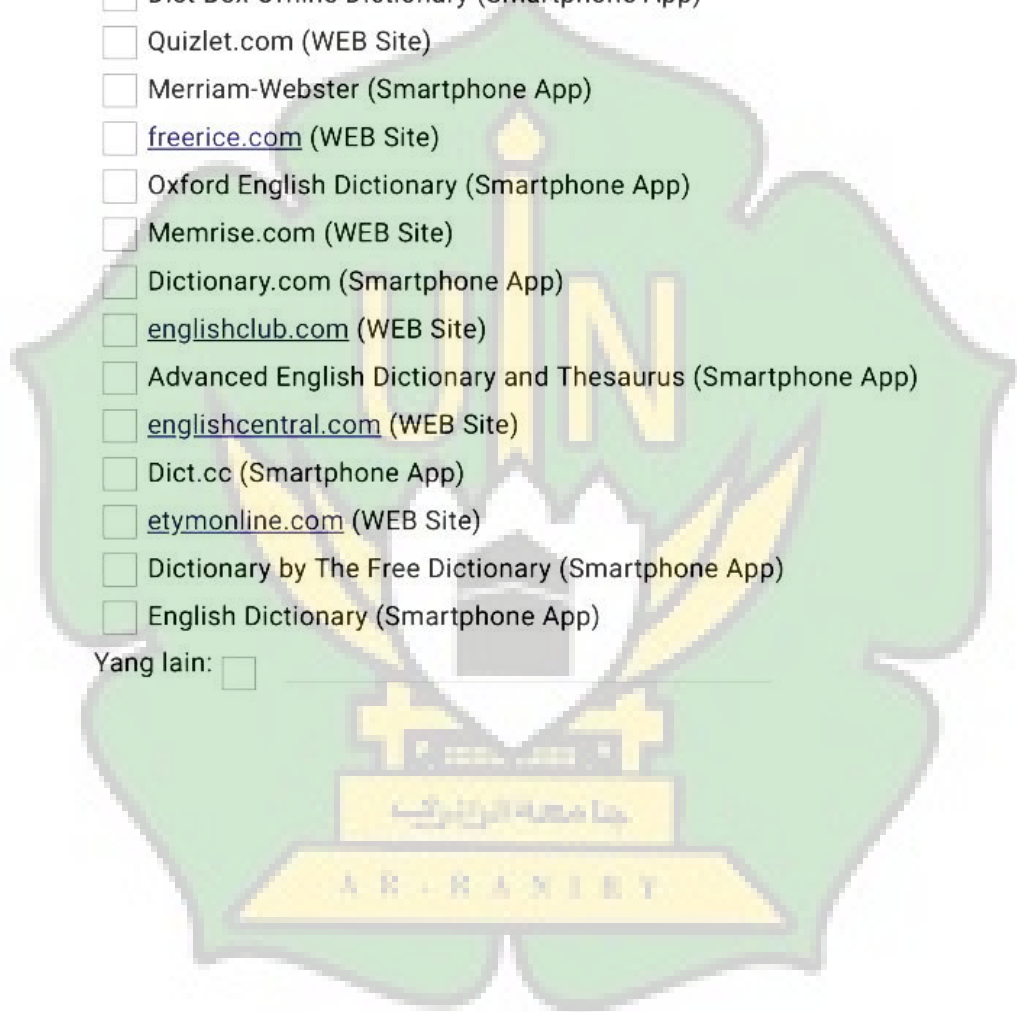 Quizlet.com (WEB Site)
Merriam-Webster (Smartphone App)
freerice.com (WEB Site)
Oxford English Dictionary (Smartphone App)
Memrise.com (WEB Site)
Dictionary.com (Smartphone App)
englishclub.com (WEB Site)
Advanced English Dictionary and Thesaurus (Smartphone App)
englishcentral.com (WEB Site)
Dict.cc (Smartphone App)
etymonline.com (WEB Site)
Dictionary by The Free Dictionary (Smartphone App)
English Dictionary (Smartphone App)
Yang lain:
UIN
AR-RANIRY